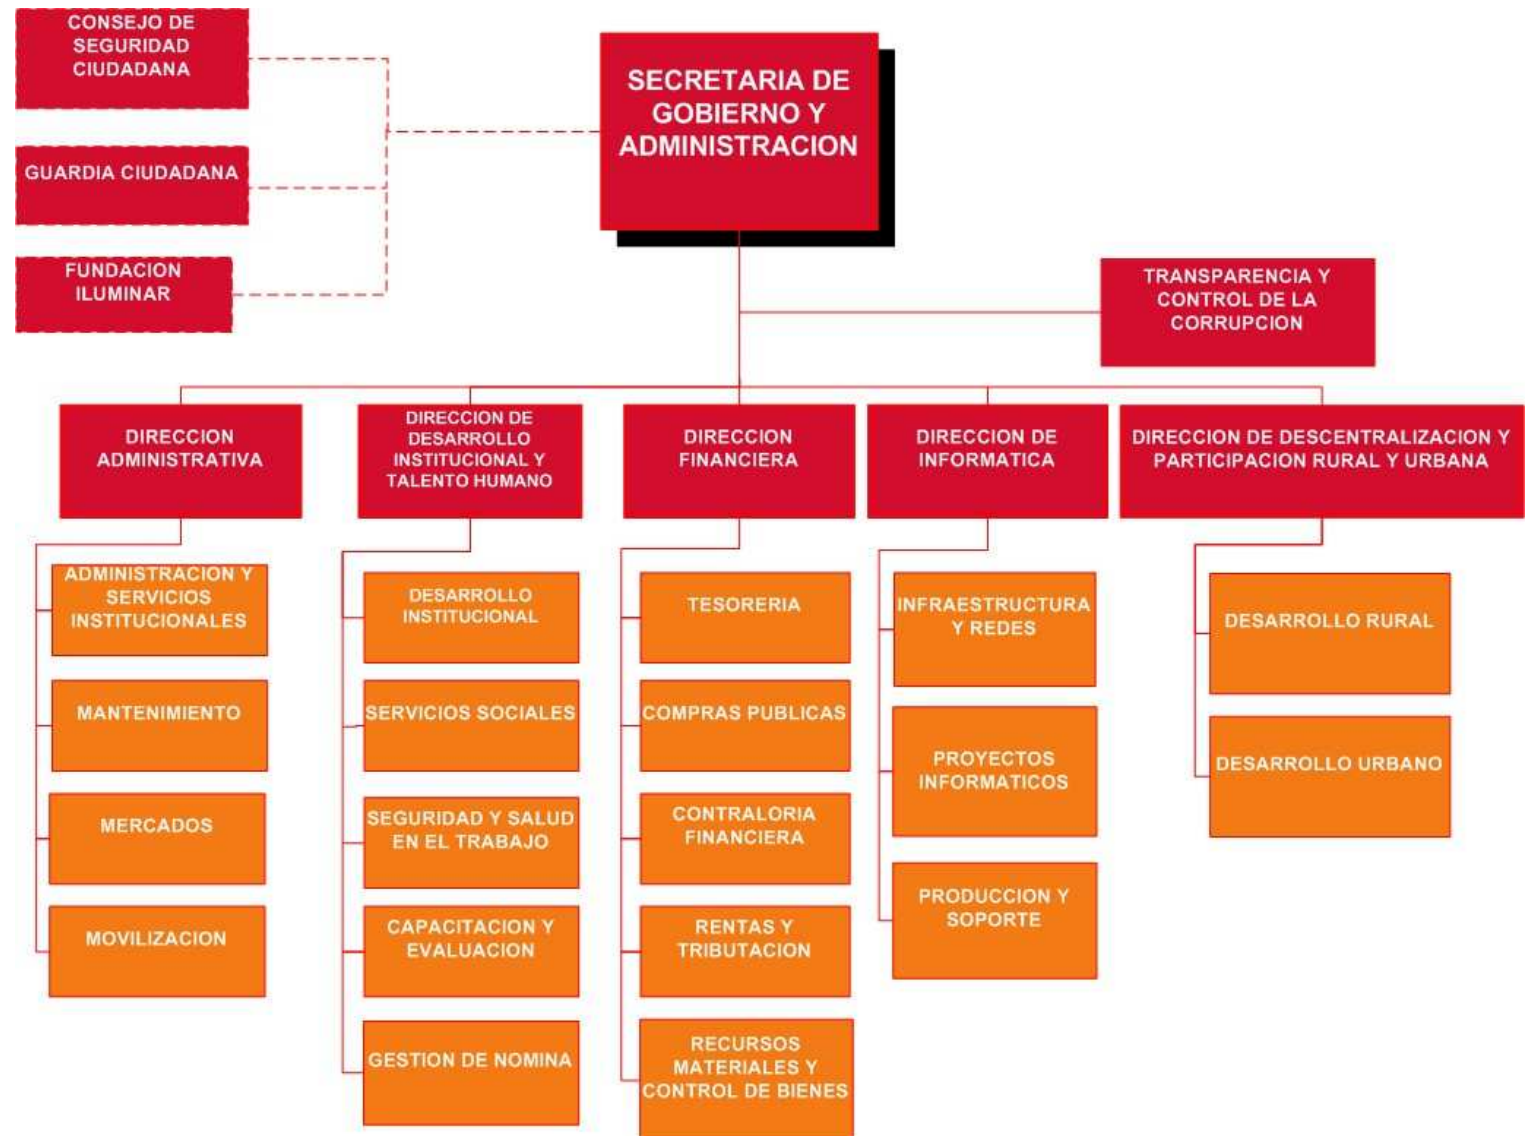 CONSEJO DE
SEGURIDAD
CIUDADANA
SECRETARIA DE
GOBIERNO Y
ADMINISTRACION
GUARDIA CIUDADANA
FUNDACION
ILUMINAR
TRANSPARENCIA Y
CONTROL DE LA
CORRUPCION
DIRECCION
ADMINISTRATIVA
DIRECCION DE
DESARROLLO
INSTITUCIONAL Y
TALENTO HUMANO
DIRECCION
FINANCIERA
DIRECCION DE
INFORMATICA
DIRECCION DE DESCENTRALIZACION Y
PARTICIPACION RURAL Y URBANA
ADMINISTRACION Y
SERVICIOS
INSTITUCIONALES
MANTENIMIENTO
MERCADOS
MOVILIZACION
DESARROLLO
INSTITUCIONAL
SERVICIOS SOCIALES
SEGURIDAD Y SALUD
EN EL TRABAJO
CAPACITACION Y
EVALUACION
GESTION DE NOMINA
TESORERIA
COMPRAS PUBLICAS
CONTRALORIA
FINANCIERA
RENTAS Y
TRIBUTACION
RECURSOS
MATERIALES Y
CONTROL DE BIENES
INFRAESTRUCTURA
Y REDES
PROYECTOS
INFORMATICOS
PRODUCCION Y
SOPORTE
DESARROLLO RURAL
DESARROLLO URBANO